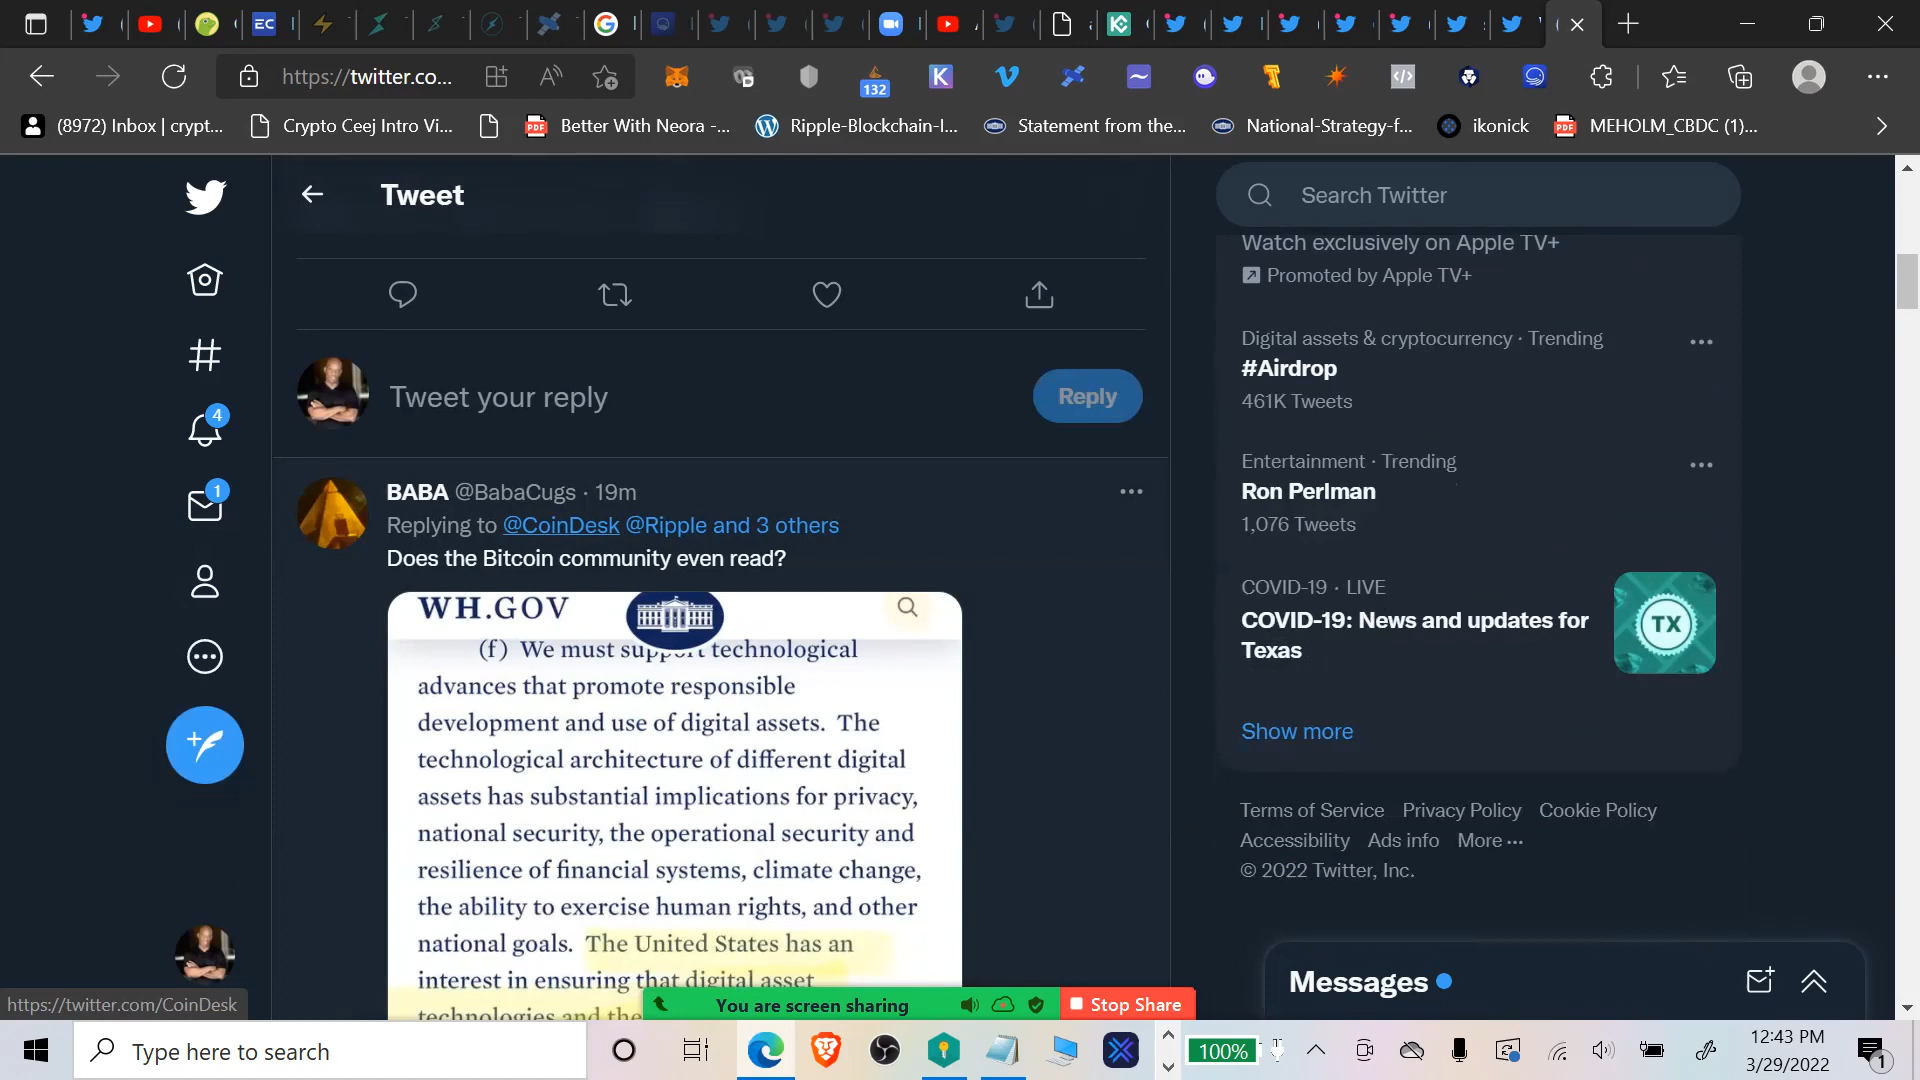 https://twitter.co...
132
(8972) Inbox | crypt...
Crypto Ceej Intro Vi...
Better With Neora -...
Ripple-Blockchain-I...
Statement from the...
National-Strategy-f...
ikonick
MEHOLM_CBDC (1)...
Tweet
Search Twitter
Watch exclusively on Apple TV+
Promoted by Apple TV+
Digital assets & cryptocurrency · Trending
#Airdrop
461K Tweets
Tweet your reply
Reply
4
Entertainment · Trending
Ron Perlman
1,076 Tweets
BABA @BabaCugs · 19m
Replying to @CoinDesk @Ripple and 3 others
Does the Bitcoin community even read?
1
COVID-19 · LIVE
COVID-19: News and updates for
Texas
TX
WH.GOV
(f) We must support technological
advances that promote responsible
development and use of digital assets. The
technological architecture of different digital
assets has substantial implications for privacy,
national security, the operational security and
resilience of financial systems, climate change,
the ability to exercise human rights, and other
national goals. The United States has an
interest in ensuring that digital asset
technologies and the
Show more
Terms of Service Privacy Policy Cookie Policy
Accessibility Ads info More ...
© 2022 Twitter, Inc.
Messages
https://twitter.com/CoinDesk
You are screen sharing
Stop Share
Type here to search
100%
12:43 PM
3/29/2022
1